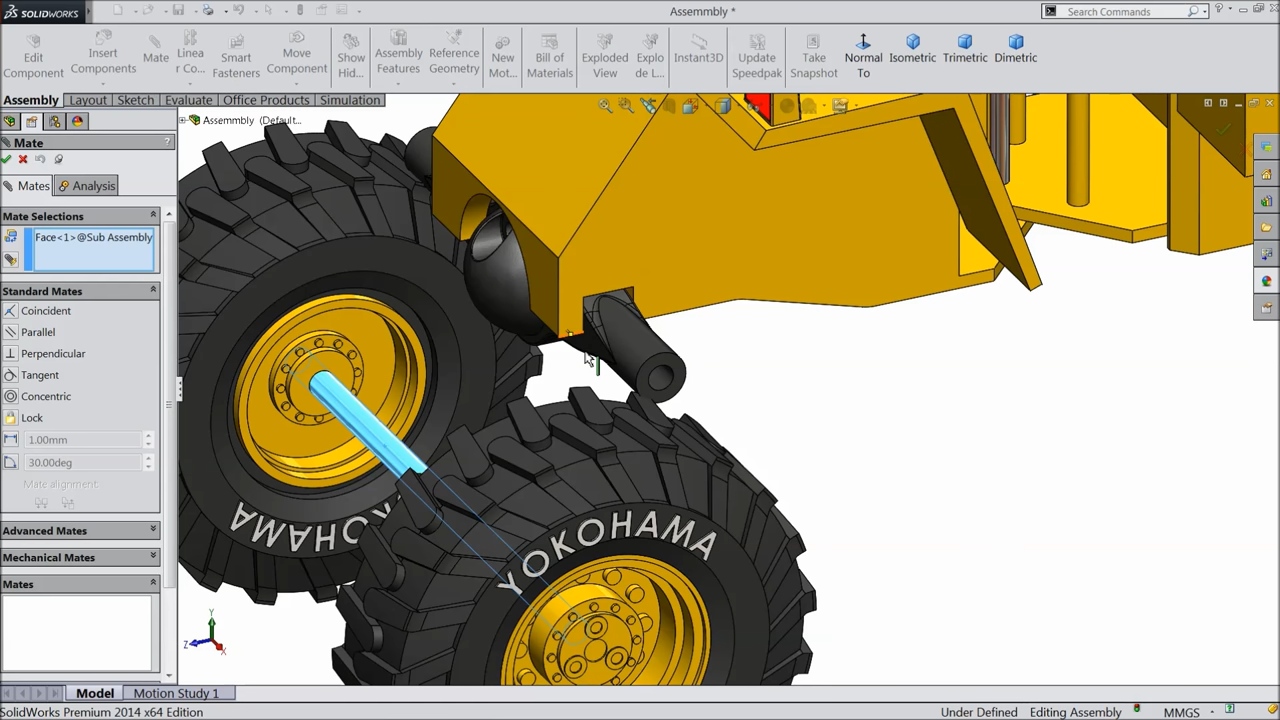 SOLIDWORKS
Assemmbly *
Search Commands
Edit Component
Insert Components
Mate
Linea r Co...
Smart Fasteners
Move Component
Show Hid...
Assembly Features
Reference Geometry
New Mot...
Bill of Materials
Exploded View
Explo de L...
Instant3D
Update Speedpak
Take Snapshot
Normal To
Isometric
Trimetric
Dimetric
Assembly
Layout
Sketch
Evaluate
Office Products
Simulation
Assemmbly (Default...
Mate
Mates
Analysis
Mate Selections
Face<1>@Sub Assembly
Standard Mates
Coincident
Parallel
Perpendicular
Tangent
Concentric
Lock
1.00mm
30.00deg
Mate alignment:
Advanced Mates
Mechanical Mates
Mates
YOKOHAMA
YOKOHAMA
Y
Z
X
Model
Motion Study 1
SolidWorks Premium 2014 x64 Edition
Under Defined
Editing Assembly
MMGS